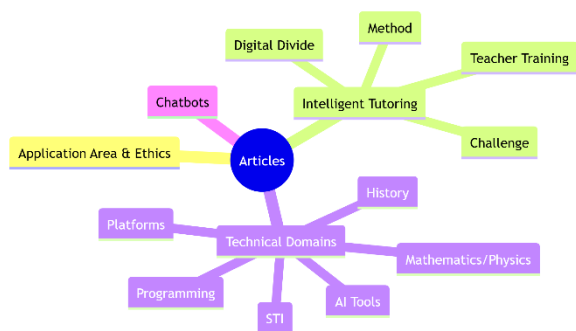 Method
Digital Divide
Teacher Training
Chatbots
Intelligent Tutoring
Challenge
Application Area & Ethics
Articles
History
Platforms
Technical Domains
Mathematics/Physics
Programming
AI Tools
STI